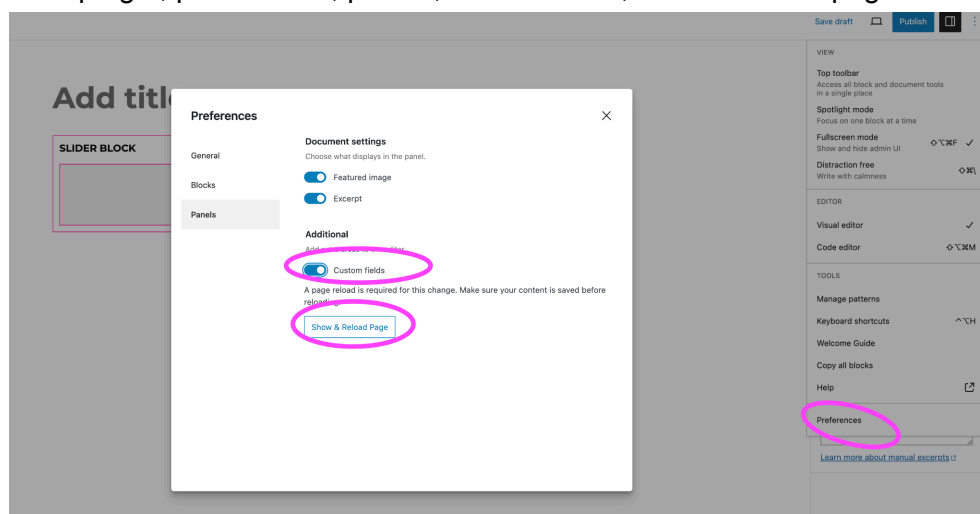 Save draft
Publish
Add titl
SLIDER BLOCK
Preferences
General
Blocks
Panels
Document settings
Choose what displays in the panel.
Featured image
Excerpt
Additional
Custom fields
A page reload is required for this change. Make sure your content is saved before
reloading.
Show & Reload Page
VIEW
Top toolbar
Access all block and document tools
in a single place
Spotlight mode
Focus on one block at a time
Fullscreen mode
Show and hide admin UI
⇧⌥⌘F ✓
Distraction free
Write with calmness
⇧⌘\
EDITOR
Visual editor ✓
Code editor ⇧⌥⌘M
TOOLS
Manage patterns
Keyboard shortcuts ⌃⌥H
Welcome Guide
Copy all blocks
Help
Preferences
Learn more about manual excerpts